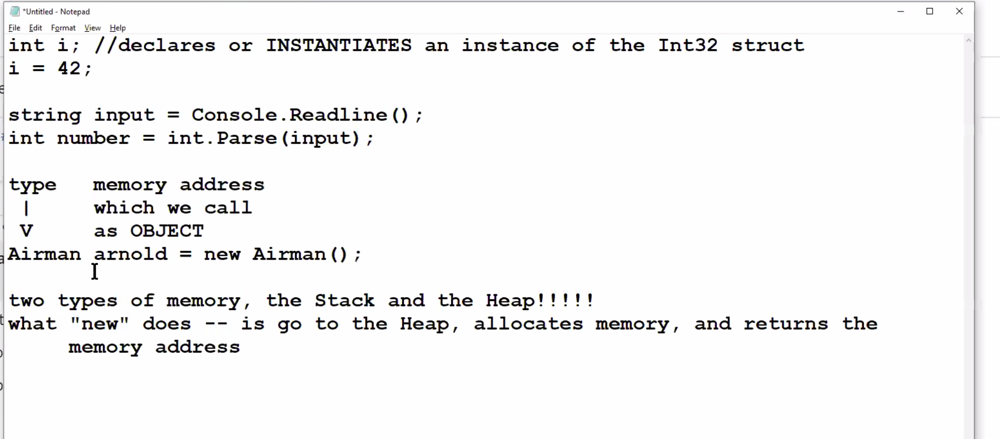 *Untitled - Notepad
File Edit Format View Help
int i; //declares or INSTANTIATES an instance of the Int32 struct
i = 42;
string input = Console.Readline();
int number = int.Parse(input);
type   memory address
 |     which we call
 V     as OBJECT
Airman arnold = new Airman();
two types of memory, the Stack and the Heap!!!!!
what "new" does -- is go to the Heap, allocates memory, and returns the
     memory address